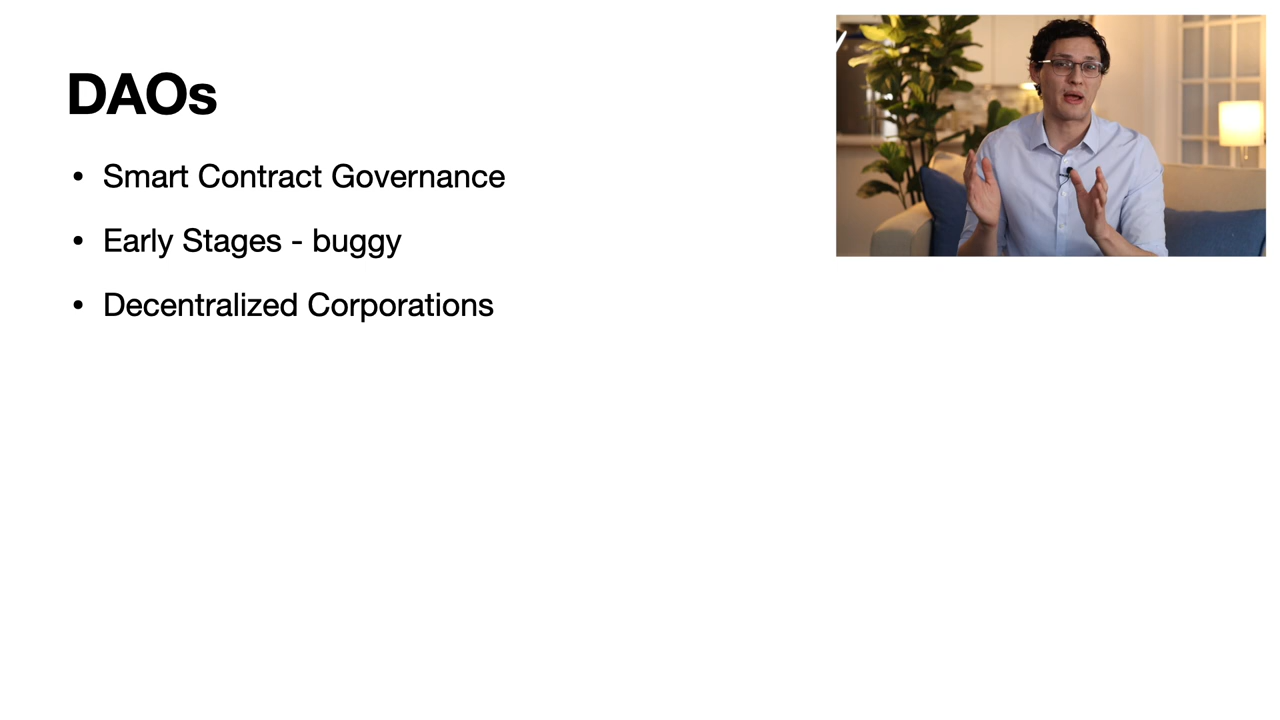 DAOs
• Smart Contract Governance
• Early Stages - buggy
• Decentralized Corporations